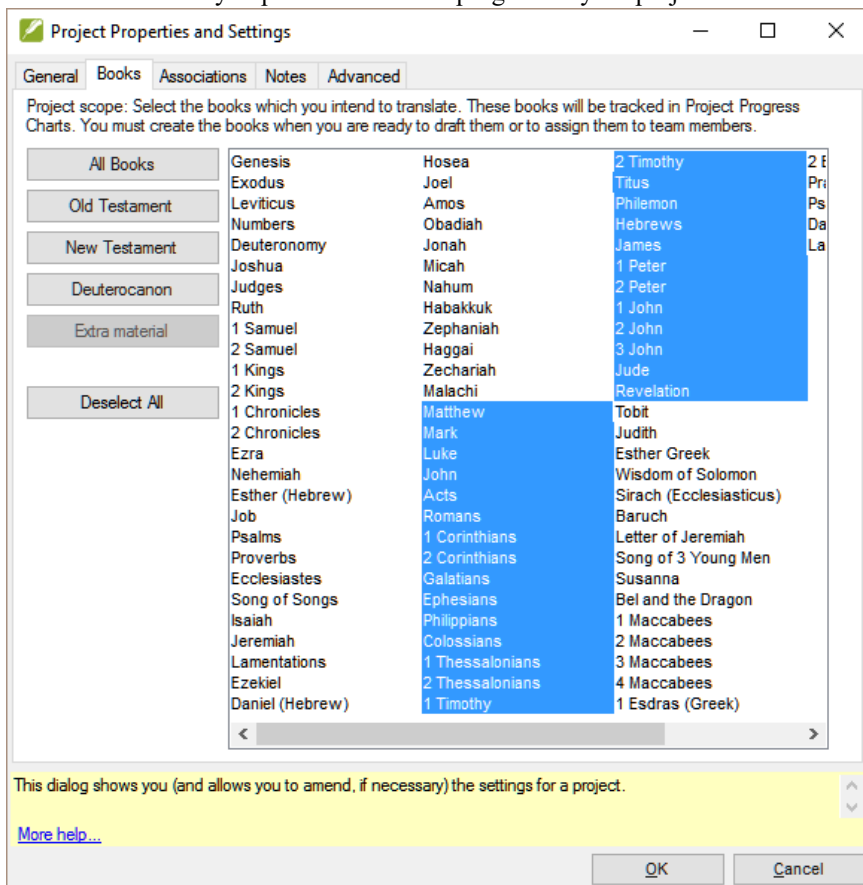 Project Properties and Settings
General Books Associations Notes Advanced
Project scope: Select the books which you intend to translate. These books will be tracked in Project Progress
Charts. You must create the books when you are ready to draft them or to assign them to team members.
All Books
Old Testament
New Testament
Deuterocanon
Extra material
Deselect All
Genesis
Exodus
Leviticus
Numbers
Deuteronomy
Joshua
Judges
Ruth
1 Samuel
2 Samuel
1 Kings
2 Kings
1 Chronicles
2 Chronicles
Ezra
Nehemiah
Esther (Hebrew)
Job
Psalms
Proverbs
Ecclesiastes
Song of Songs
Isaiah
Jeremiah
Lamentations
Ezekiel
Daniel (Hebrew)
Hosea
Joel
Amos
Obadiah
Jonah
Micah
Nahum
Habakkuk
Zephaniah
Haggai
Zechariah
Malachi
Matthew
Mark
Luke
John
Acts
Romans
1 Corinthians
2 Corinthians
Galatians
Ephesians
Philippians
Colossians
1 Thessalonians
2 Thessalonians
1 Timothy
2 Timothy
Titus
Philemon
Hebrews
James
1 Peter
2 Peter
1 John
2 John
3 John
Jude
Revelation
Tobit
Judith
Esther Greek
Wisdom of Solomon
Sirach (Ecclesiasticus)
Baruch
Letter of Jeremiah
Song of 3 Young Men
Susanna
Bel and the Dragon
1 Maccabees
2 Maccabees
3 Maccabees
4 Maccabees
1 Esdras (Greek)
2
Ps
Da
La
This dialog shows you (and allows you to amend, if necessary) the settings for a project.
More help...
OK Cancel